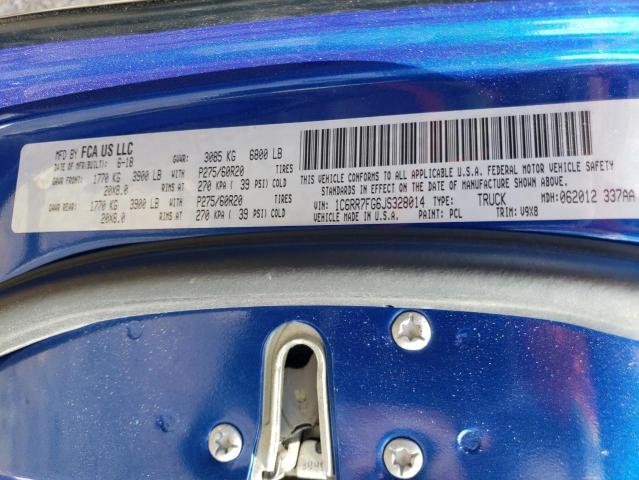 MFD BY FCA US LLC
DATE OF MFR(BUILT): 6-18 GVWR: 3085 KG 6800 LB
GAWR FRONT: 1770 KG 3900 LB WITH P275/60R20 TIRES
20X8.0 RIMS AT 270 KPA ( 39 PSI) COLD
GAWR REAR: 1770 KG 3900 LB WITH P275/60R20 TIRES
20X8.0 RIMS AT 270 KPA ( 39 PSI) COLD
THIS VEHICLE CONFORMS TO ALL APPLICABLE U.S.A. FEDERAL MOTOR VEHICLE SAFETY
STANDARDS IN EFFECT ON THE DATE OF MANUFACTURE SHOWN ABOVE.
VIN: 1C6RR7FG6JS328014 TYPE: TRUCK MDH: 062012 337AA
VEHICLE MADE IN U.S.A. PAINT: PCL TRIM: V9X8